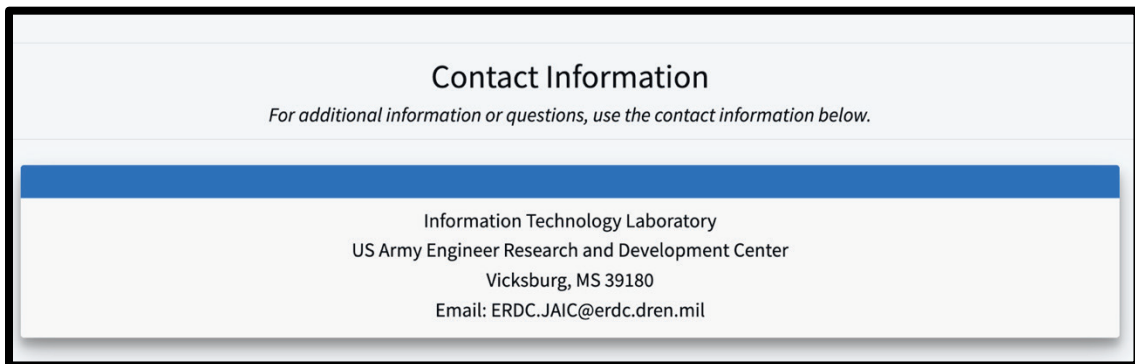 Contact Information
For additional information or questions, use the contact information below.
Information Technology Laboratory
US Army Engineer Research and Development Center
Vicksburg, MS 39180
Email: ERDC.JAIC@erdc.dren.mil